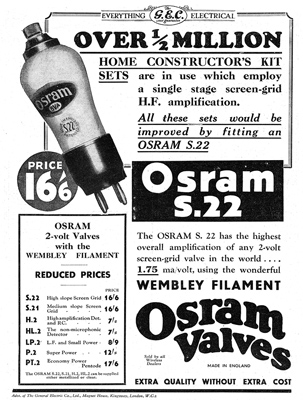 EVERYTHING G.E.C. ELECTRICAL
OVER 1/2 MILLION
HOME CONSTRUCTOR'S KIT
SETS are in use which employ
a single stage screen-grid
H.F. amplification.
All these sets would be
improved by fitting an
OSRAM S.22
Osram
S.22
PRICE
16/6
Osram
S.22
OSRAM
2-volt Valves
with the
WEMBLEY FILAMENT
REDUCED PRICES
PRICE
S.22 High slope Screen Grid 16/6
S.21 Medium slope Screen Grid 16/6
H.2 High amplification Det. and RC. 7/-
HL.2 The non-microphonic Detector 7/-
LP.2 L.F. and Small Power 8/9
P.2 Super Power 12/-
PT.2 Economy Power Pentode 17/6
The OSRAM S.22, S.21, H.2, HL.2 can be supplied
either metallized or clear.
The OSRAM S. 22 has the highest
overall amplification of any 2-volt
screen-grid valve in the world ....
1.75 ma/volt, using the wonderful
WEMBLEY FILAMENT
Osram
Valves
Sold by all
Wireless
Dealers
MADE IN ENGLAND
EXTRA QUALITY WITHOUT EXTRA COST
Advt. of The General Electric Co., Ltd., Magnet House, Kingsway, London, W.C.2